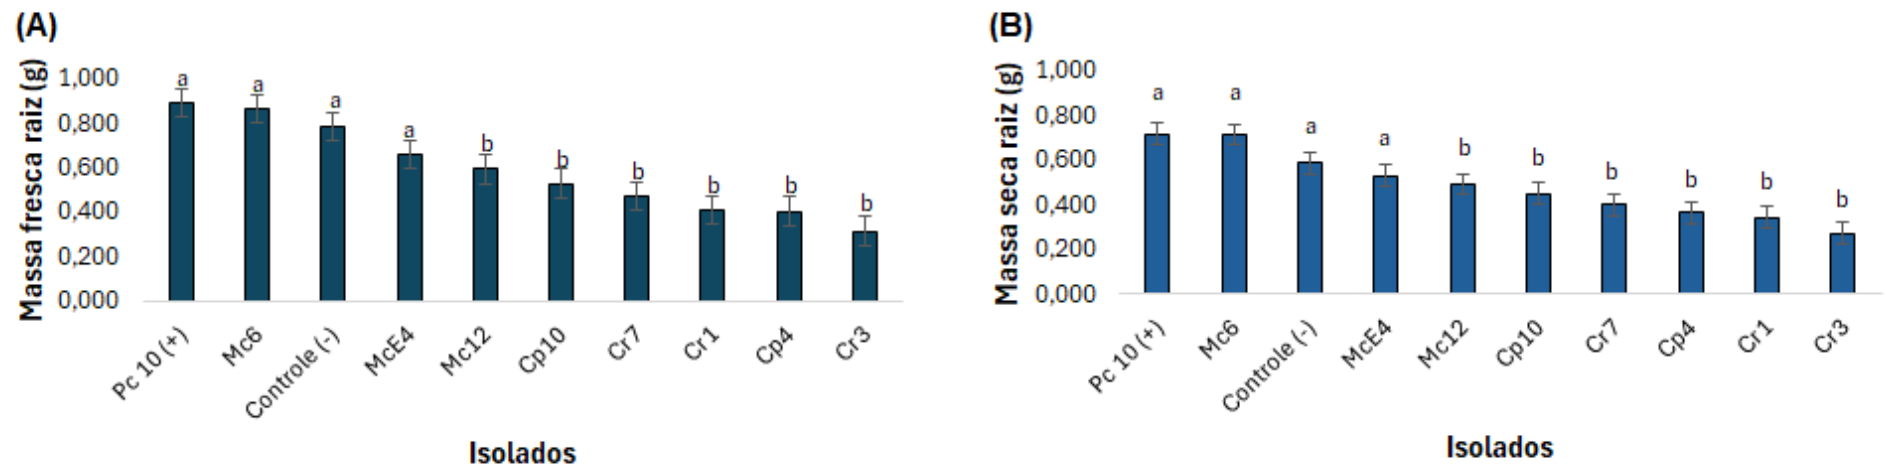 (A)
Massa fresca raiz (g)
1,000
0,800
0,600
0,400
0,200
0,000
a
a
a
a
b
b
b
b
b
b
Pc 10 (+)
Mc6
Controle (-)
McE4
Mc12
Cp10
Cr7
Cr1
Cp4
Cr3
Isolados
(B)
Massa seca raiz (g)
1,000
0,800
0,600
0,400
0,200
0,000
a
a
a
a
b
b
b
b
b
b
Pc 10 (+)
Mc6
Controle (-)
McE4
Mc12
Cp10
Cr7
Cp4
Cr1
Cr3
Isolados